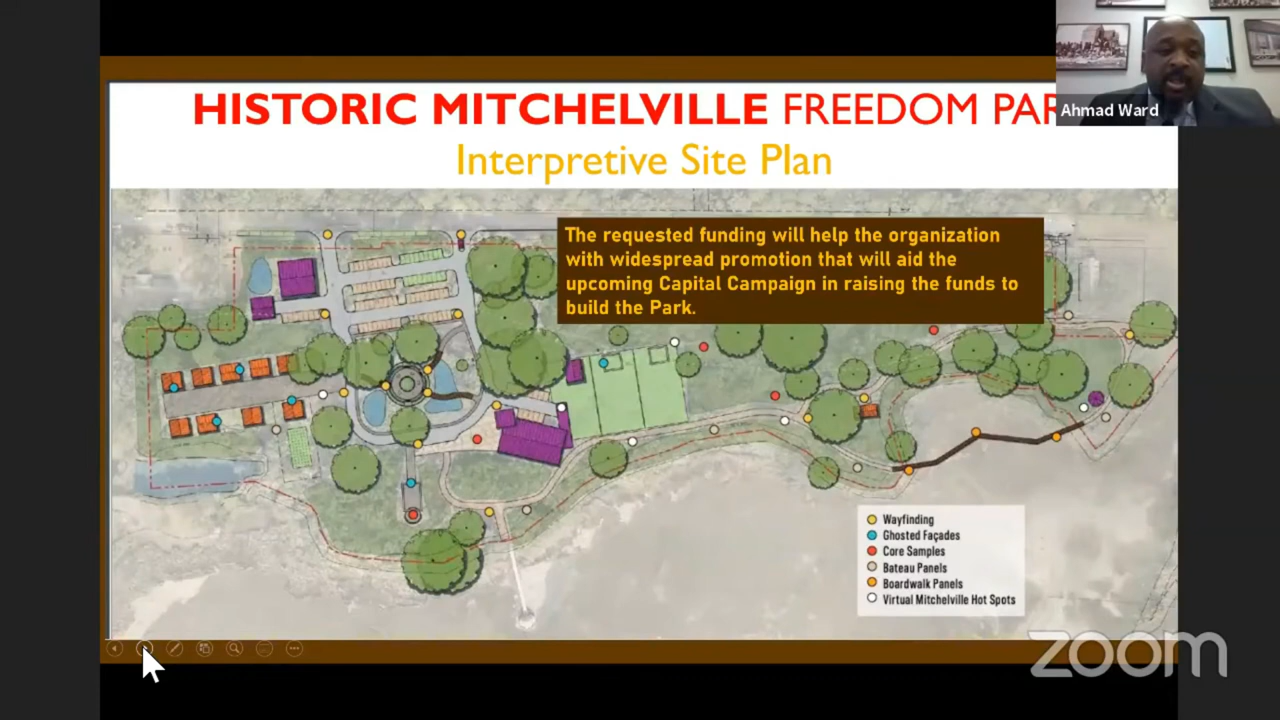 HISTORIC MITCHELVILLE FREEDOM PAR
Ahmad Ward
Interpretive Site Plan
The requested funding will help the organization
with widespread promotion that will aid the
upcoming Capital Campaign in raising the funds to
build the Park.
Wayfinding
Ghosted Façades
Core Samples
Bateau Panels
Boardwalk Panels
Virtual Mitchelville Hot Spots
zoom